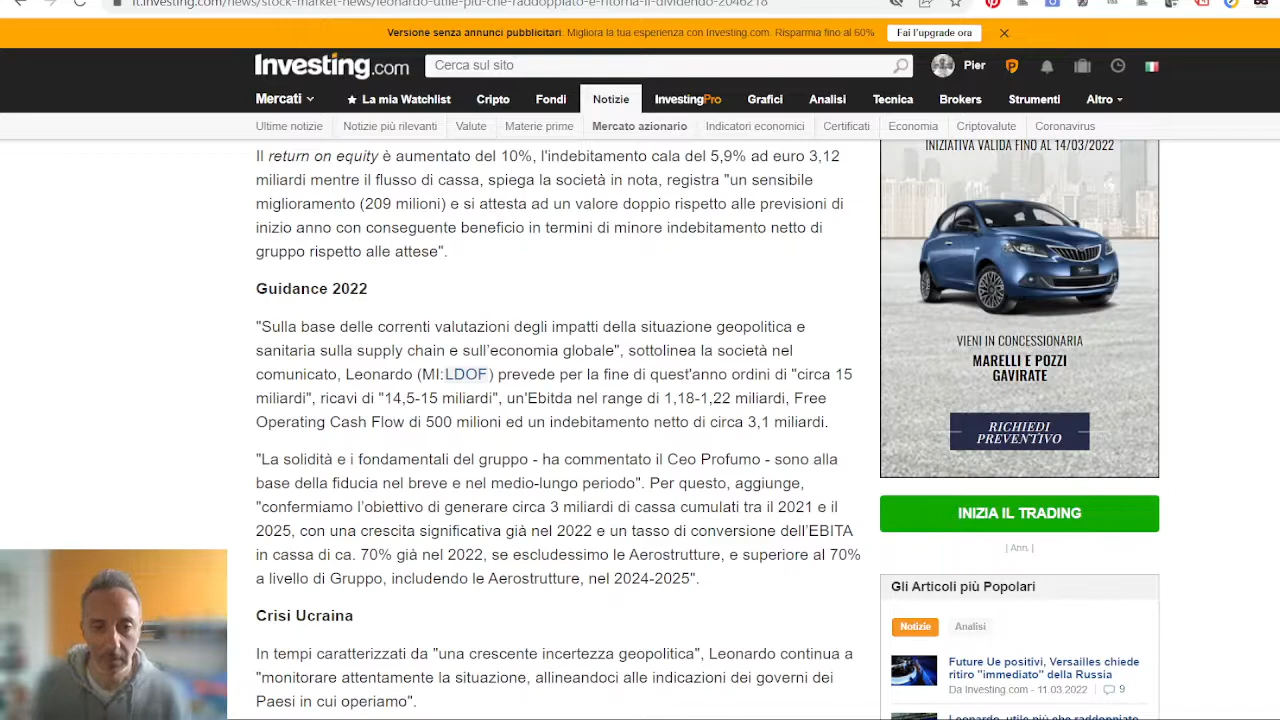 it.investing.com/news/stock-market-news/leonardo-utile-piu-che-raddoppiato-e-ritorna-il-dividendo-2046218
Versione senza annunci pubblicitari. Migliora la tua esperienza con Investing.com. Risparmia fino al 60%
Fai l'upgrade ora
Investing.com
Cerca sul sito
Pier
Mercati
La mia Watchlist
Cripto
Fondi
Notizie
InvestingPro
Grafici
Analisi
Tecnica
Brokers
Strumenti
Altro
Ultime notizie
Notizie più rilevanti
Valute
Materie prime
Mercato azionario
Indicatori economici
Certificati
Economia
Criptovalute
Coronavirus
Il return on equity è aumentato del 10%, l'indebitamento cala del 5,9% ad euro 3,12
miliardi mentre il flusso di cassa, spiega la società in nota, registra "un sensibile
miglioramento (209 milioni) e si attesta ad un valore doppio rispetto alle previsioni di
inizio anno con conseguente beneficio in termini di minore indebitamento netto di
gruppo rispetto alle attese".
Guidance 2022
"Sulla base delle correnti valutazioni degli impatti della situazione geopolitica e
sanitaria sulla supply chain e sull'economia globale", sottolinea la società nel
comunicato, Leonardo (MI:LDOF) prevede per la fine di quest'anno ordini di "circa 15
miliardi", ricavi di "14,5-15 miliardi", un'Ebitda nel range di 1,18-1,22 miliardi, Free
Operating Cash Flow di 500 milioni ed un indebitamento netto di circa 3,1 miliardi.
"La solidità e i fondamentali del gruppo - ha commentato il Ceo Profumo - sono alla
base della fiducia nel breve e nel medio-lungo periodo". Per questo, aggiunge,
"confermiamo l'obiettivo di generare circa 3 miliardi di cassa cumulati tra il 2021 e il
2025, con una crescita significativa già nel 2022 e un tasso di conversione dell'EBITA
in cassa di ca. 70% già nel 2022, se escludessimo le Aerostrutture, e superiore al 70%
a livello di Gruppo, includendo le Aerostrutture, nel 2024-2025".
Crisi Ucraina
In tempi caratterizzati da "una crescente incertezza geopolitica", Leonardo continua a
"monitorare attentamente la situazione, allineandoci alle indicazioni dei governi dei
Paesi in cui operiamo".
INIZIATIVA VALIDA FINO AL 14/03/2022
VIENI IN CONCESSIONARIA
MARELLI E POZZI
GAVIRATE
RICHIEDI
PREVENTIVO
INIZIA IL TRADING
| Ann. |
Gli Articoli più Popolari
Notizie
Analisi
Future Ue positivi, Versailles chiede
ritiro "immediato" della Russia
Da Investing.com - 11.03.2022 | 9
Leonardo, utile più che raddoppiato